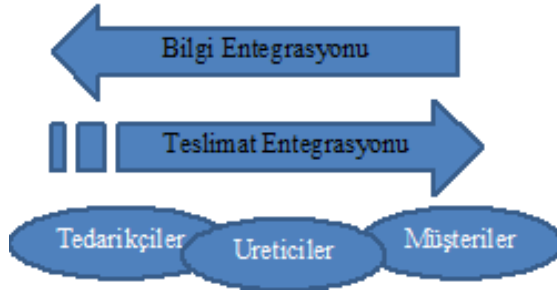 Bilgi Entegrasyonu
Teslimat Entegrasyonu
Tedarikçiler
Ureticiler
Müşteriler